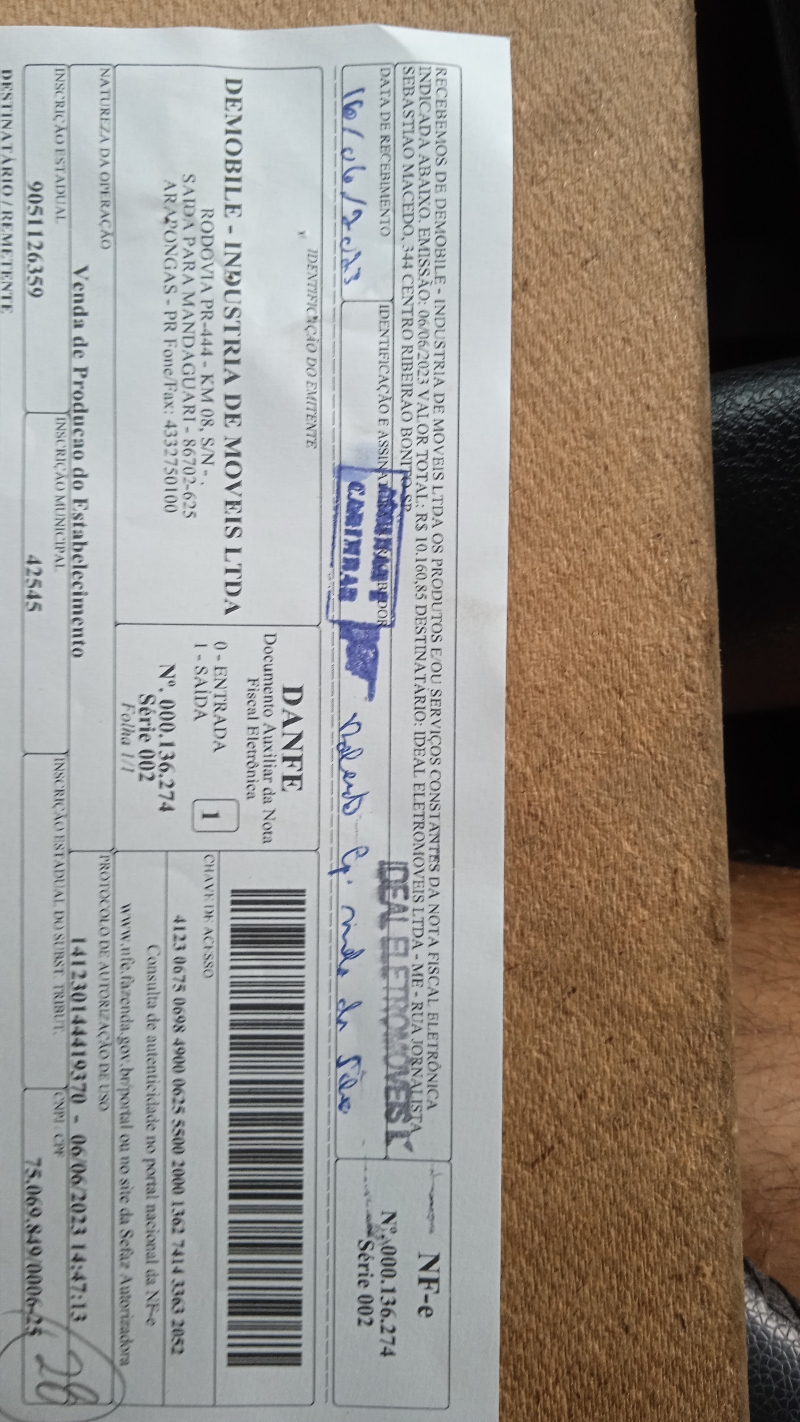 RECEBEMOS DE DEMOBILE - INDUSTRIA DE MOVEIS LTDA OS PRODUTOS E/OU SERVIÇOS CONSTANTES DA NOTA FISCAL ELETRÔNICA
INDICADA ABAIXO. EMISSÃO: 06/06/2023 VALOR TOTAL: R$ 10.160,85 DESTINATARIO: IDEAL ELETROMOVEIS LTDA - ME - RUA JORNALISTA
SEBASTIAO MACEDO, 344 CENTRO RIBEIRAO BONITO-SP
NF-e
Nº. 000.136.274
Série 002
DATA DE RECEBIMENTO
IDENTIFICAÇÃO E ASSINATURA RECEBEDOR
IDEAL ELETROMOVEIS
16/06/2023
CARIMBAR
IDENTIFICAÇÃO DO EMITENTE
DEMOBILE - INDUSTRIA DE MOVEIS LTDA
RODOVIA PR-444 - KM 08, S/N - .
SAIDA PARA MANDAGUARI - 86702-625
ARAPONGAS - PR Fone/Fax: 4332750100
DANFE
Documento Auxiliar da Nota
Fiscal Eletrônica
0 - ENTRADA
1 - SAÍDA
1
Nº. 000.136.274
Série 002
Folha 1/1
CHAVE DE ACESSO
4123 0675 0698 4900 0625 5500 2000 1362 7414 3363 2052
Consulta de autenticidade no portal nacional da NF-e
www.nfe.fazenda.gov.br/portal ou no site da Sefaz Autorizadora
NATUREZA DA OPERAÇÃO
Venda de Producao do Estabelecimento
PROTOCOLO DE AUTORIZAÇÃO DE USO
141230144419370 - 06/06/2023 14:47:13
INSCRIÇÃO ESTADUAL
9051126359
INSCRIÇÃO MUNICIPAL
42545
INSCRIÇÃO ESTADUAL DO SUBST. TRIBUT.
CNPJ / CPF
75.069.849/0006-25
28
DESTINATÁRIO / REMETENTE